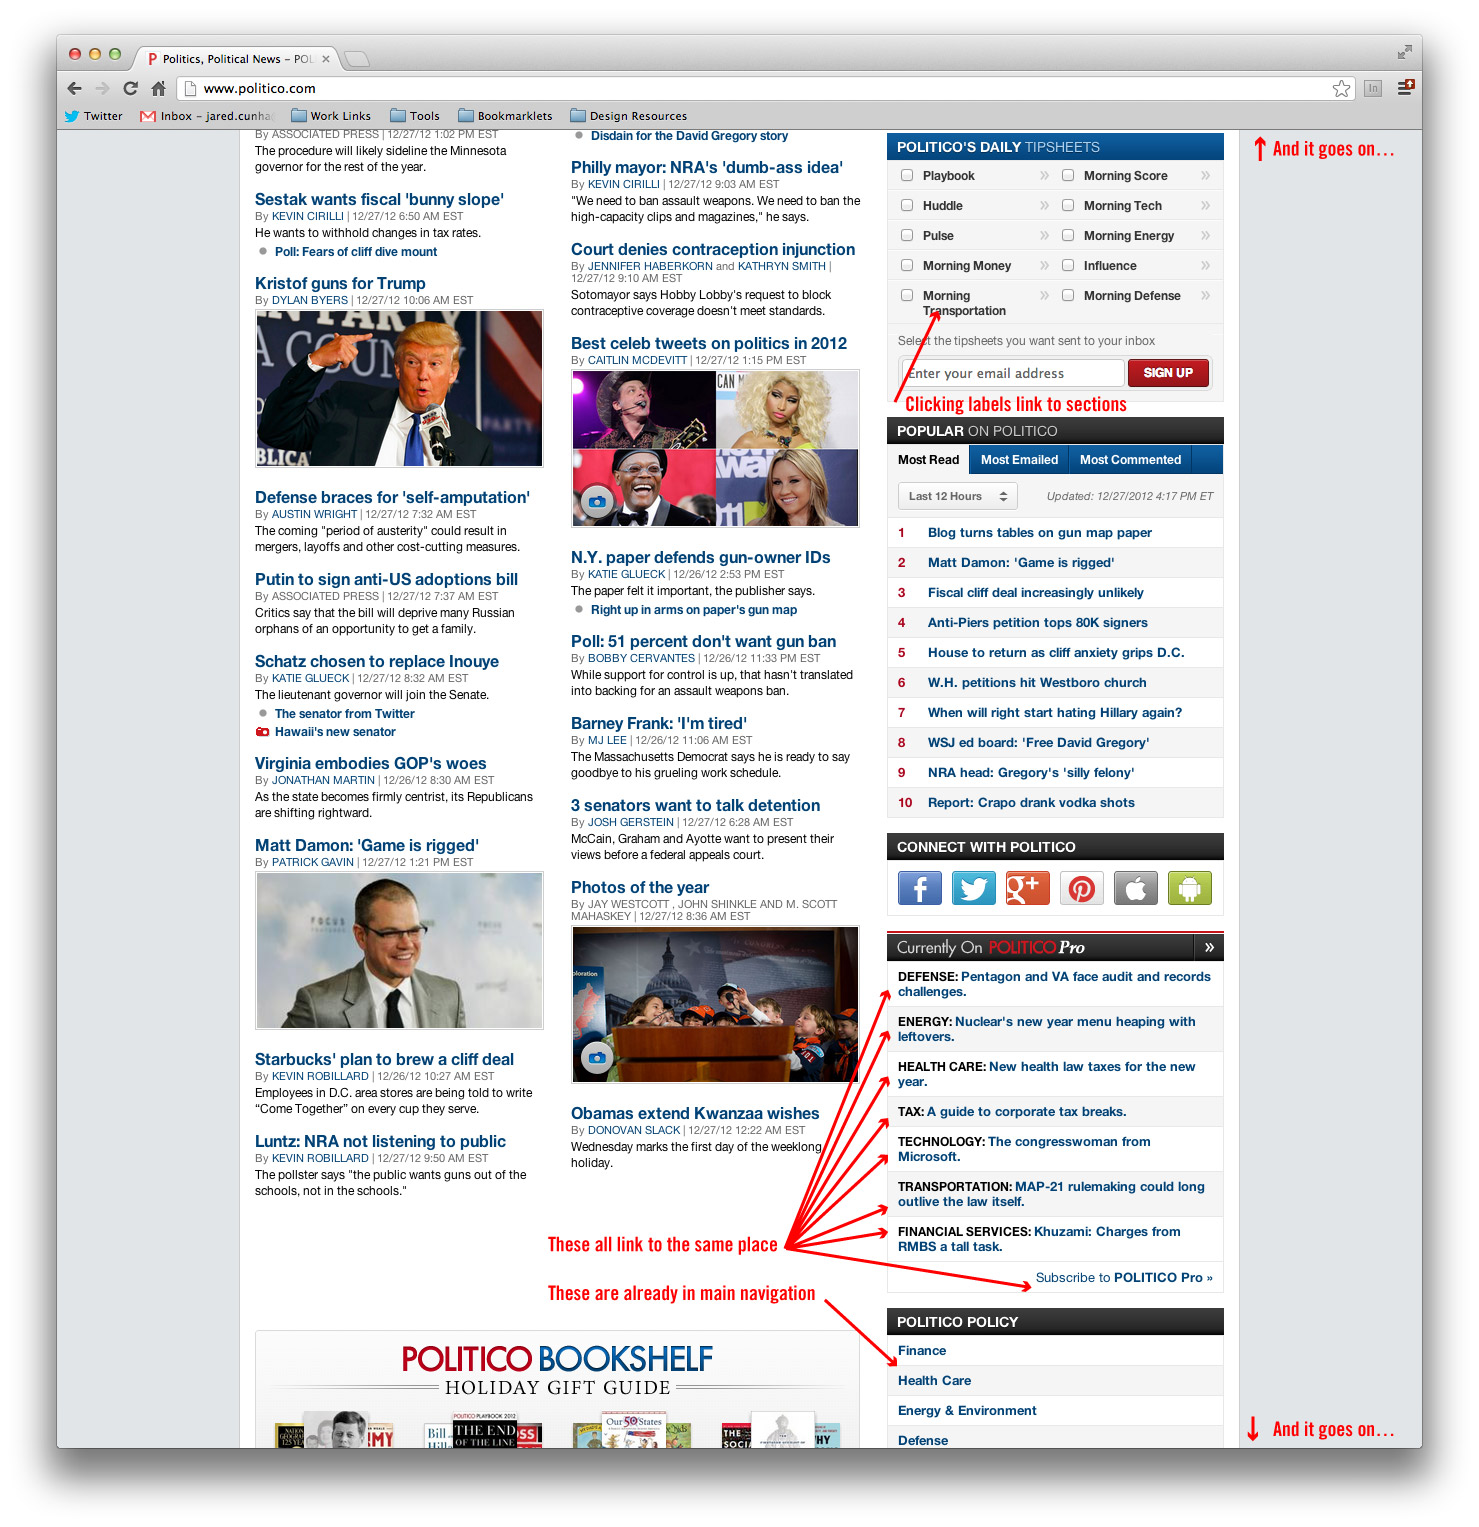 Politics, Political News – POL
www.politico.com
Twitter
Inbox – jared.cunha
Work Links
Tools
Bookmarklets
Design Resources
By ASSOCIATED PRESS | 12/27/12 1:02 PM EST
The procedure will likely sideline the Minnesota
governor for the rest of the year.
Sestak wants fiscal 'bunny slope'
By KEVIN CIRILLI | 12/27/12 6:50 AM EST
He wants to withhold changes in tax rates.
Poll: Fears of cliff dive mount
Kristof guns for Trump
By DYLAN BYERS | 12/27/12 10:06 AM EST
Defense braces for 'self-amputation'
By AUSTIN WRIGHT | 12/27/12 7:32 AM EST
The coming "period of austerity" could result in
mergers, layoffs and other cost-cutting measures.
Putin to sign anti-US adoptions bill
By ASSOCIATED PRESS | 12/27/12 7:37 AM EST
Critics say that the bill will deprive many Russian
orphans of an opportunity to get a family.
Schatz chosen to replace Inouye
By KATIE GLUECK | 12/27/12 8:32 AM EST
The lieutenant governor will join the Senate.
The senator from Twitter
Hawaii's new senator
Virginia embodies GOP's woes
By JONATHAN MARTIN | 12/26/12 8:30 AM EST
As the state becomes firmly centrist, its Republicans
are shifting rightward.
Matt Damon: 'Game is rigged'
By PATRICK GAVIN | 12/27/12 1:21 PM EST
FOCUS
Starbucks' plan to brew a cliff deal
By KEVIN ROBILLARD | 12/26/12 10:27 AM EST
Employees in D.C. area stores are being told to write
“Come Together” on every cup they serve.
Luntz: NRA not listening to public
By KEVIN ROBILLARD | 12/27/12 9:50 AM EST
The pollster says "the public wants guns out of the
schools, not in the schools."
Disdain for the David Gregory story
Philly mayor: NRA's 'dumb-ass idea'
By KEVIN CIRILLI | 12/27/12 9:03 AM EST
"We need to ban assault weapons. We need to ban the
high-capacity clips and magazines," he says.
Court denies contraception injunction
By JENNIFER HABERKORN and KATHRYN SMITH |
12/27/12 9:10 AM EST
Sotomayor says Hobby Lobby's request to block
contraceptive coverage doesn't meet standards.
Best celeb tweets on politics in 2012
By CAITLIN MCDEVITT | 12/27/12 1:15 PM EST
N.Y. paper defends gun-owner IDs
By KATIE GLUECK | 12/26/12 2:53 PM EST
The paper felt it important, the publisher says.
Right up in arms on paper's gun map
Poll: 51 percent don't want gun ban
By BOBBY CERVANTES | 12/26/12 11:33 PM EST
While support for control is up, that hasn't translated
into backing for an assault weapons ban.
Barney Frank: 'I'm tired'
By MJ LEE | 12/26/12 11:06 AM EST
The Massachusetts Democrat says he is ready to say
goodbye to his grueling work schedule.
3 senators want to talk detention
By JOSH GERSTEIN | 12/27/12 6:28 AM EST
McCain, Graham and Ayotte want to present their
views before a federal appeals court.
Photos of the year
By JAY WESTCOTT , JOHN SHINKLE AND M. SCOTT
MAHASKEY | 12/27/12 8:36 AM EST
Obamas extend Kwanzaa wishes
By DONOVAN SLACK | 12/27/12 12:22 AM EST
Wednesday marks the first day of the weeklong
holiday.
These all link to the same place
These are already in main navigation
POLITICO BOOKSHELF
HOLIDAY GIFT GUIDE
POLITICO PLAYBOOK 2012
THE END
OF THE LINE
Our 50 States
POLITICO'S DAILY TIPSHEETS
Playbook » Morning Score »
Huddle » Morning Tech »
Pulse » Morning Energy »
Morning Money » Influence »
Morning » Morning Defense »
Transportation
Select the tipsheets you want sent to your inbox
Enter your email address SIGN UP
Clicking labels link to sections
POPULAR ON POLITICO
Most Read Most Emailed Most Commented
Last 12 Hours Updated: 12/27/2012 4:17 PM ET
1 Blog turns tables on gun map paper
2 Matt Damon: 'Game is rigged'
3 Fiscal cliff deal increasingly unlikely
4 Anti-Piers petition tops 80K signers
5 House to return as cliff anxiety grips D.C.
6 W.H. petitions hit Westboro church
7 When will right start hating Hillary again?
8 WSJ ed board: 'Free David Gregory'
9 NRA head: Gregory's 'silly felony'
10 Report: Crapo drank vodka shots
CONNECT WITH POLITICO
Currently On POLITICO Pro »
DEFENSE: Pentagon and VA face audit and records
challenges.
ENERGY: Nuclear's new year menu heaping with
leftovers.
HEALTH CARE: New health law taxes for the new
year.
TAX: A guide to corporate tax breaks.
TECHNOLOGY: The congresswoman from
Microsoft.
TRANSPORTATION: MAP-21 rulemaking could long
outlive the law itself.
FINANCIAL SERVICES: Khuzami: Charges from
RMBS a tall task.
Subscribe to POLITICO Pro »
POLITICO POLICY
Finance
Health Care
Energy & Environment
Defense
And it goes on...
And it goes on...